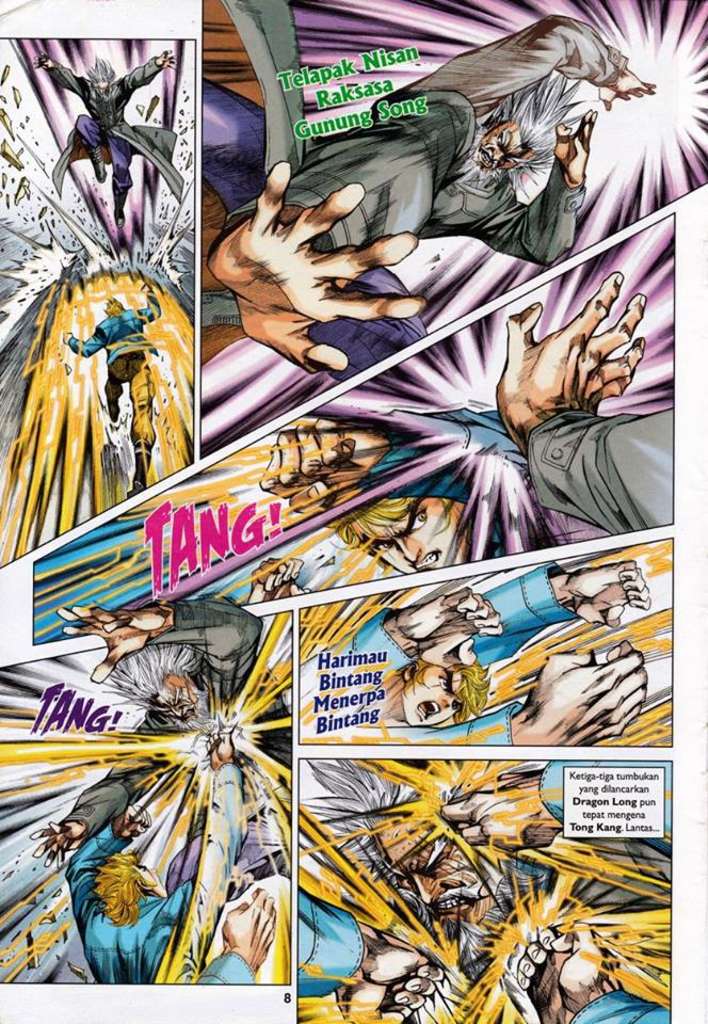 Telapak Nisan
Raksasa
Gunung Song
TANG!
Harimau
Bintang
Menerpa
Bintang
TANG!
Ketiga-tiga tumbukan
yang dilancarkan
Dragon Long pun
tepat mengena
Tong Kang. Lantas...
8